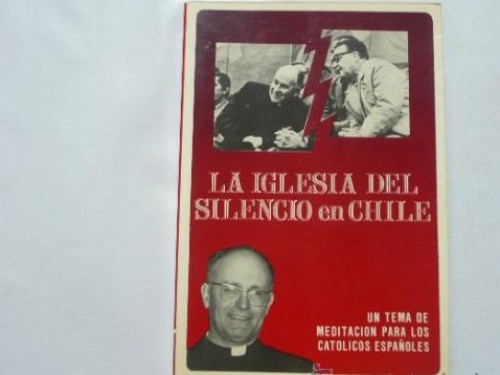 LA IGLESIA DEL
SILENCIO en CHILE
UN TEMA DE
MEDITACION PARA LOS
CATOLICOS ESPAÑOLES